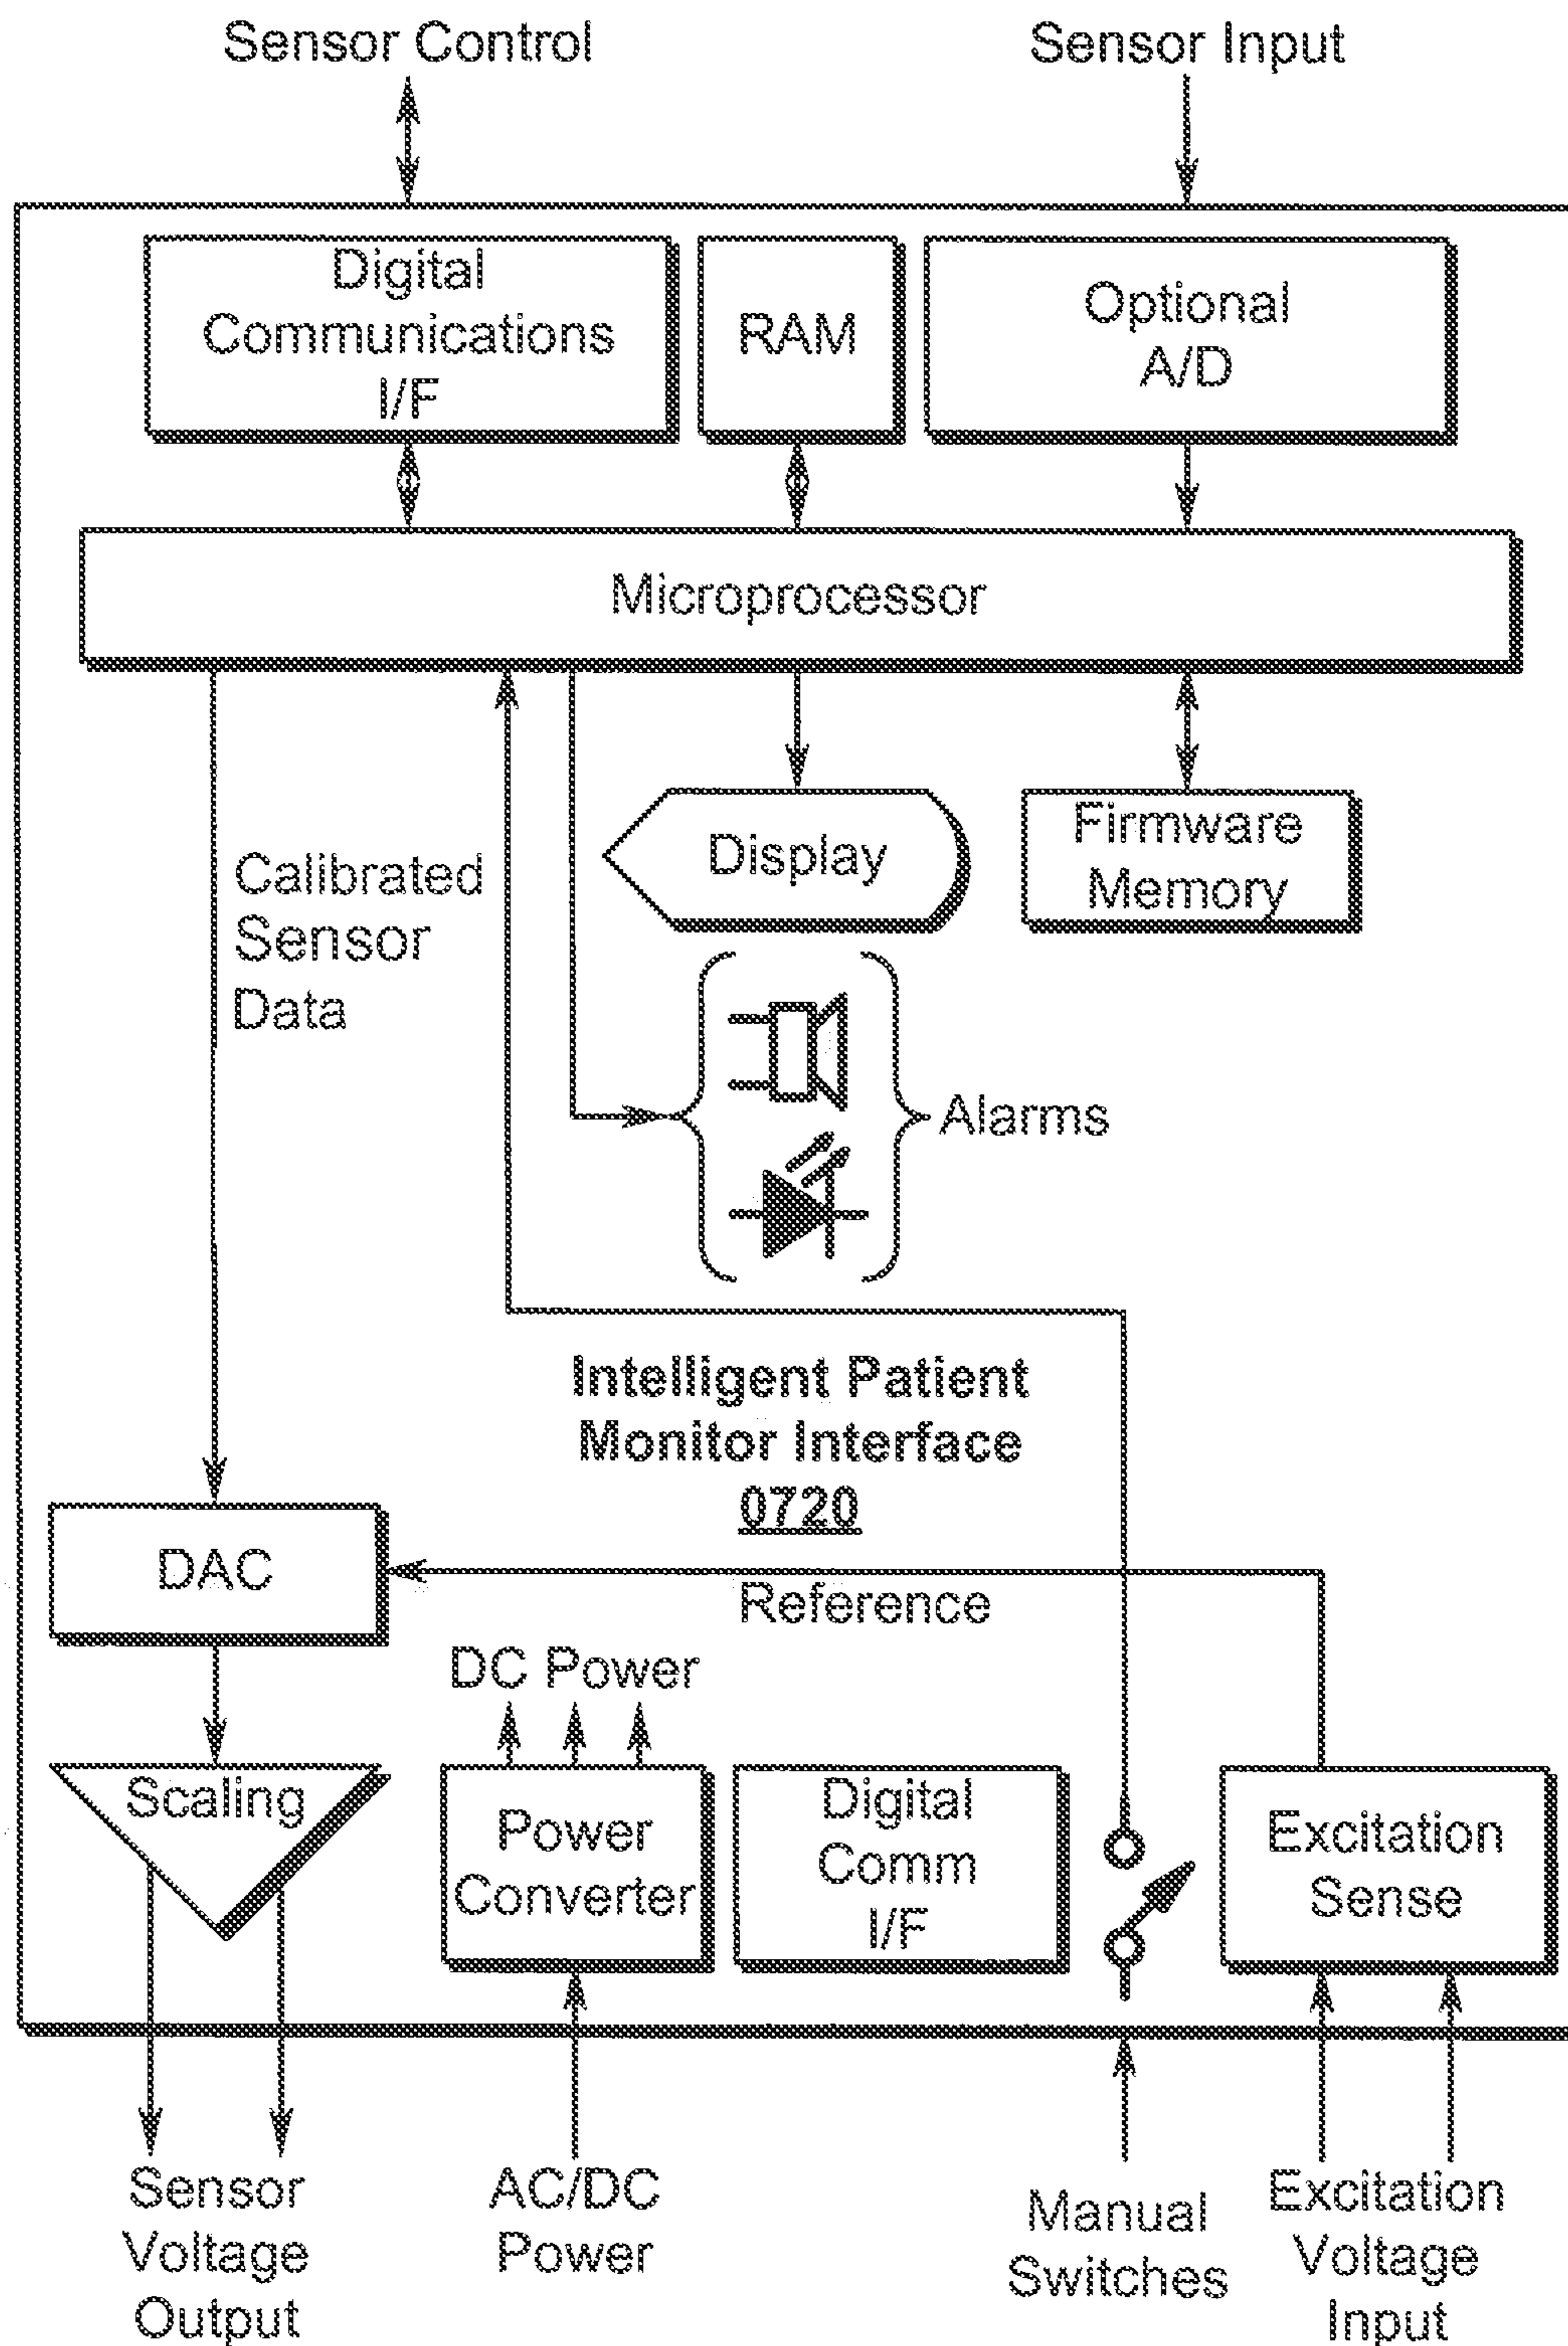 Sensor Control
Sensor Input
Digital
Communications
I/F
RAM
Optional
A/D
Microprocessor
Display
Firmware
Memory
Calibrated
Sensor
Data
Alarms
Intelligent Patient
Monitor Interface
0720
DAC
Reference
DC Power
Scaling
Power
Converter
Digital
Comm
I/F
Excitation
Sense
Sensor
Voltage
Output
AC/DC
Power
Manual
Switches
Excitation
Voltage
Input